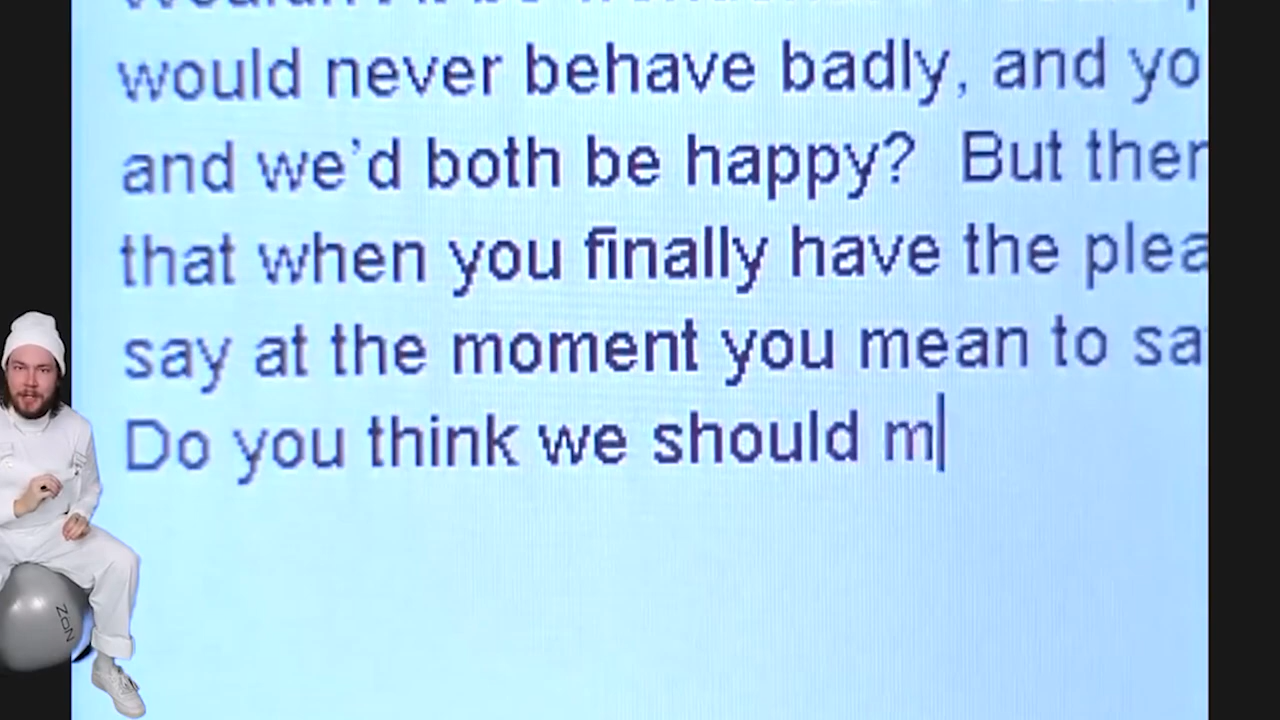 would never behave badly, and yo
and we'd both be happy? But ther
that when you finally have the plea
say at the moment you mean to sa
Do you think we should m
ZoN